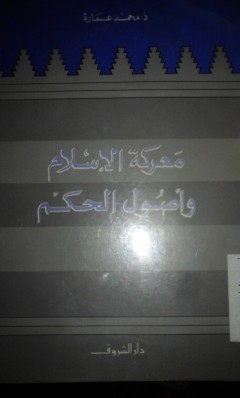 د. محمد عمارة
معركة الإسلام
وأصول الحكم
دار الشروق